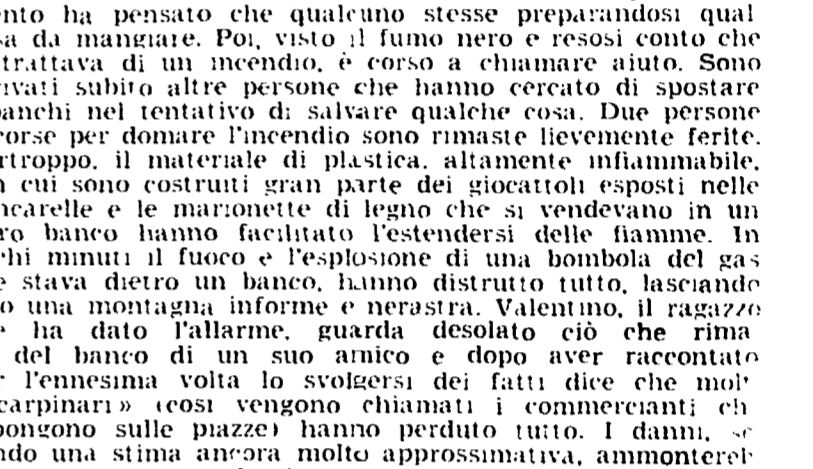 nto ha pensato che qualcuno stesse preparandosi qual
sa da mangiare. Poi, visto il fumo nero e resosi conto che
trattava di un incendio, è corso a chiamare aiuto. Sono
rivati subito altre persone che hanno cercato di spostare
banchi nel tentativo di salvare qualche cosa. Due persone
corse per domare l'incendio sono rimaste lievemente ferite.
rtroppo, il materiale di plastica, altamente infiammabile,
n cui sono costruiti gran parte dei giocattoli esposti nelle
ncarelle e le marionette di legno che si vendevano in un
ro banco hanno facilitato l'estendersi delle fiamme. In
chi minuti il fuoco e l'esplosione di una bombola del gas
e stava dietro un banco, hanno distrutto tutto, lasciando
o una montagna informe e nerastra. Valentino, il ragazzo
e ha dato l'allarme, guarda desolato ciò che rima
del banco di un suo amico e dopo aver raccontato
r l'ennesima volta lo svolgersi dei fatti dice che mol
carpinari» (così vengono chiamati i commercianti ch
pongono sulle piazze) hanno perduto tutto. I danni, se
ndo una stima ancora molto approssimativa, ammontereb